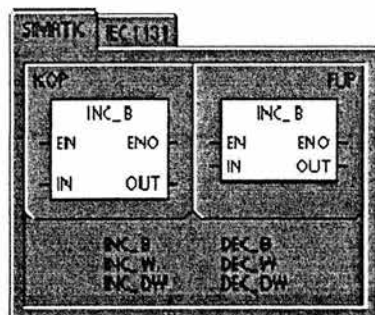 SIMATIC IEC 1131
KOP FUP
INC_B INC_B
EN ENO EN ENO
IN OUT IN OUT
INC_B DEC_B
INC_W DEC_W
INC_DW DEC_DW